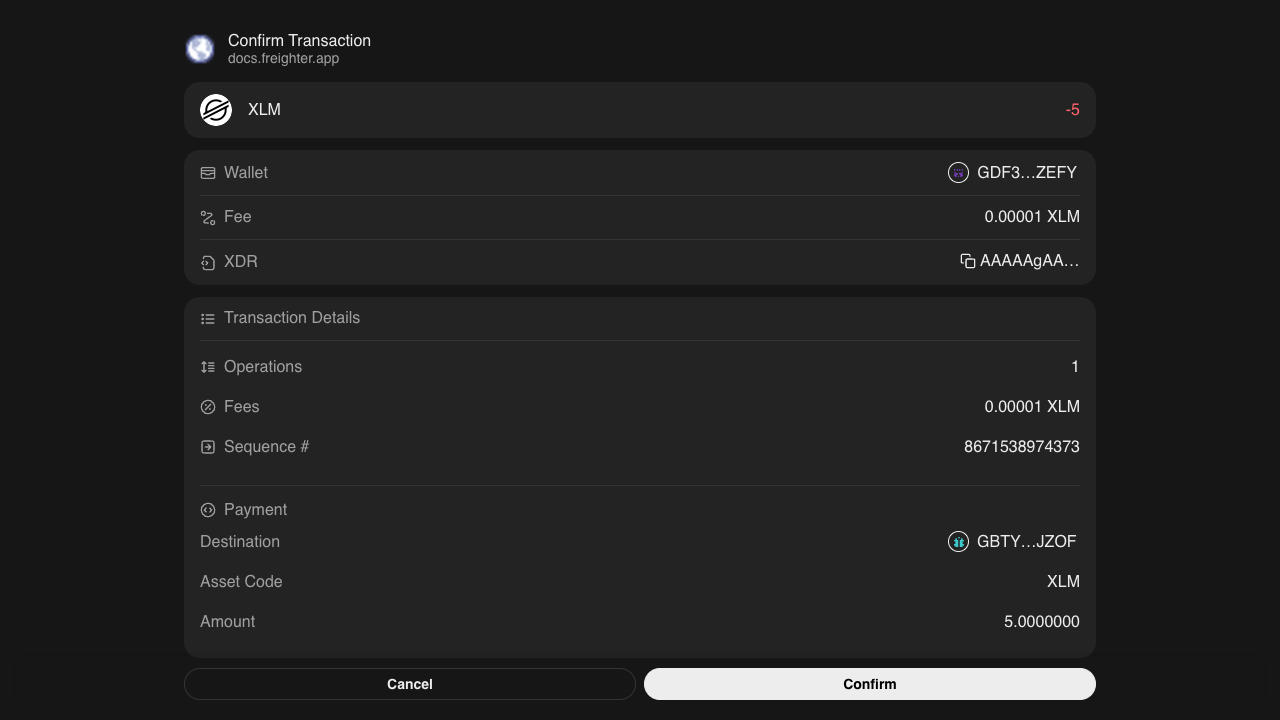 Confirm Transaction
docs.freighter.app
XLM -5
Wallet GDF3...ZEFY
Fee 0.00001 XLM
XDR AAAAAgAA...
Transaction Details
Operations 1
Fees 0.00001 XLM
Sequence # 8671538974373
Payment
Destination GBTY...JZOF
Asset Code XLM
Amount 5.0000000
Cancel Confirm